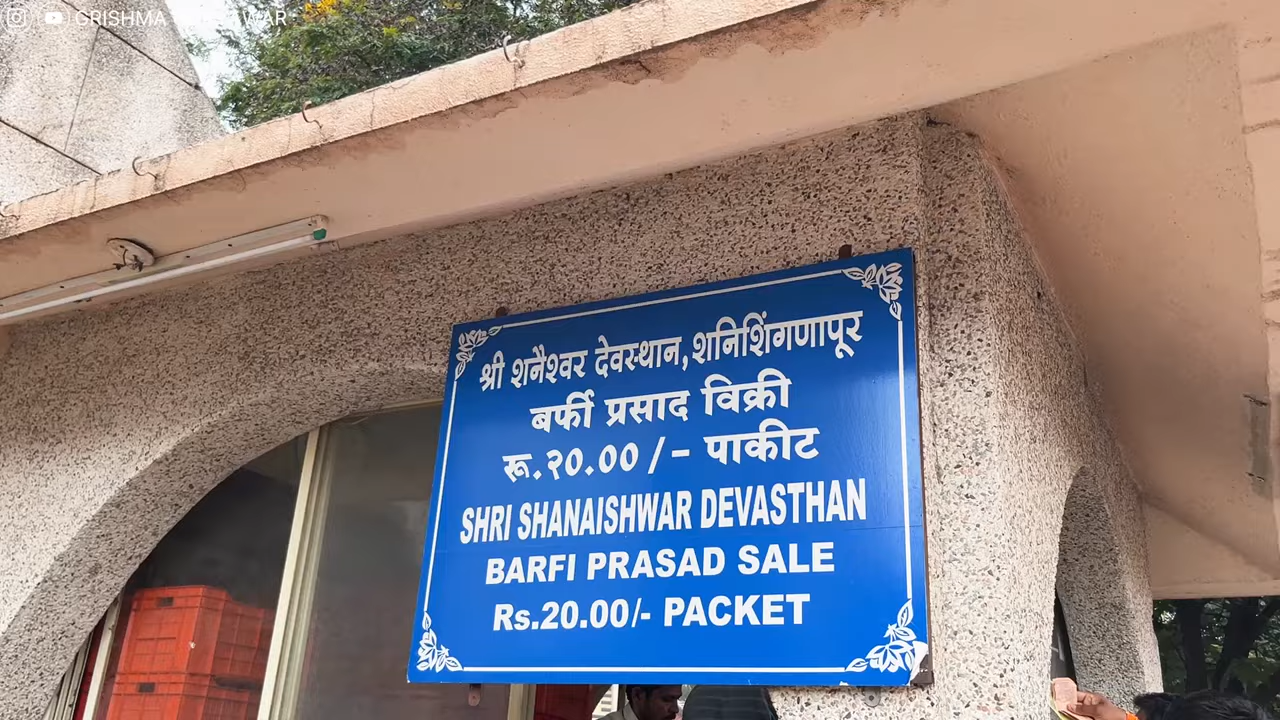 CRISHMA
श्री शनैश्वर देवस्थान, शनिशिंगणापूर
बर्फी प्रसाद विक्री
रू.२०.०० /- पाकीट
SHRI SHANAISHWAR DEVASTHAN
BARFI PRASAD SALE
Rs.20.00/- PACKET